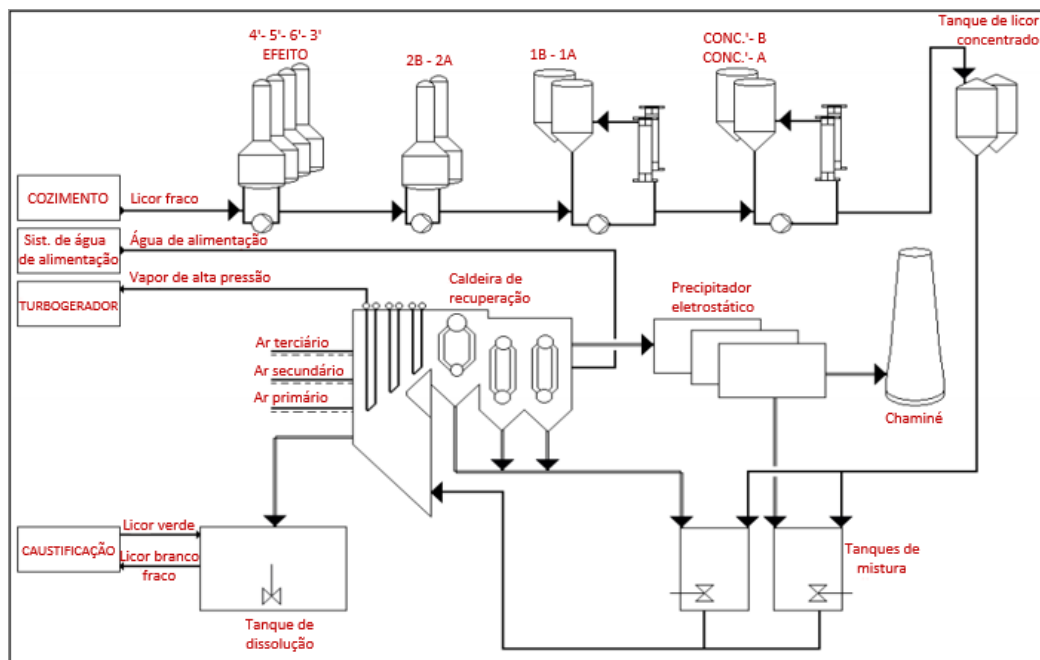 4'- 5'- 6'- 3'
EFEITO
2B - 2A
1B - 1A
CONC.'- B
CONC.'- A
Tanque de licor
concentrado
COZIMENTO
Licor fraco
Sist. de água
de alimentação
Água de alimentação
TURBOGERADOR
Vapor de alta pressão
Caldeira de
recuperação
Precipitador
eletrostático
Ar terciário
Ar secundário
Ar primário
Chaminé
CAUSTIFICAÇÃO
Licor verde
Licor branco
fraco
Tanques de
mistura
Tanque de
dissolução